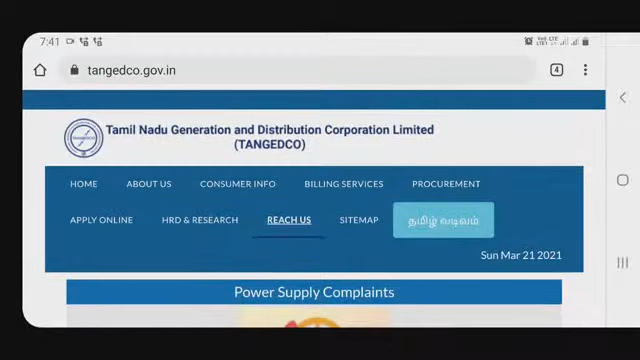 7:41
tangedco.gov.in
4
Tamil Nadu Generation and Distribution Corporation Limited
(TANGEDCO)
HOME
ABOUT US
CONSUMER INFO
BILLING SERVICES
PROCUREMENT
APPLY ONLINE
HRD & RESEARCH
REACH US
SITEMAP
தமிழ் வடிவம்
Sun Mar 21 2021
Power Supply Complaints